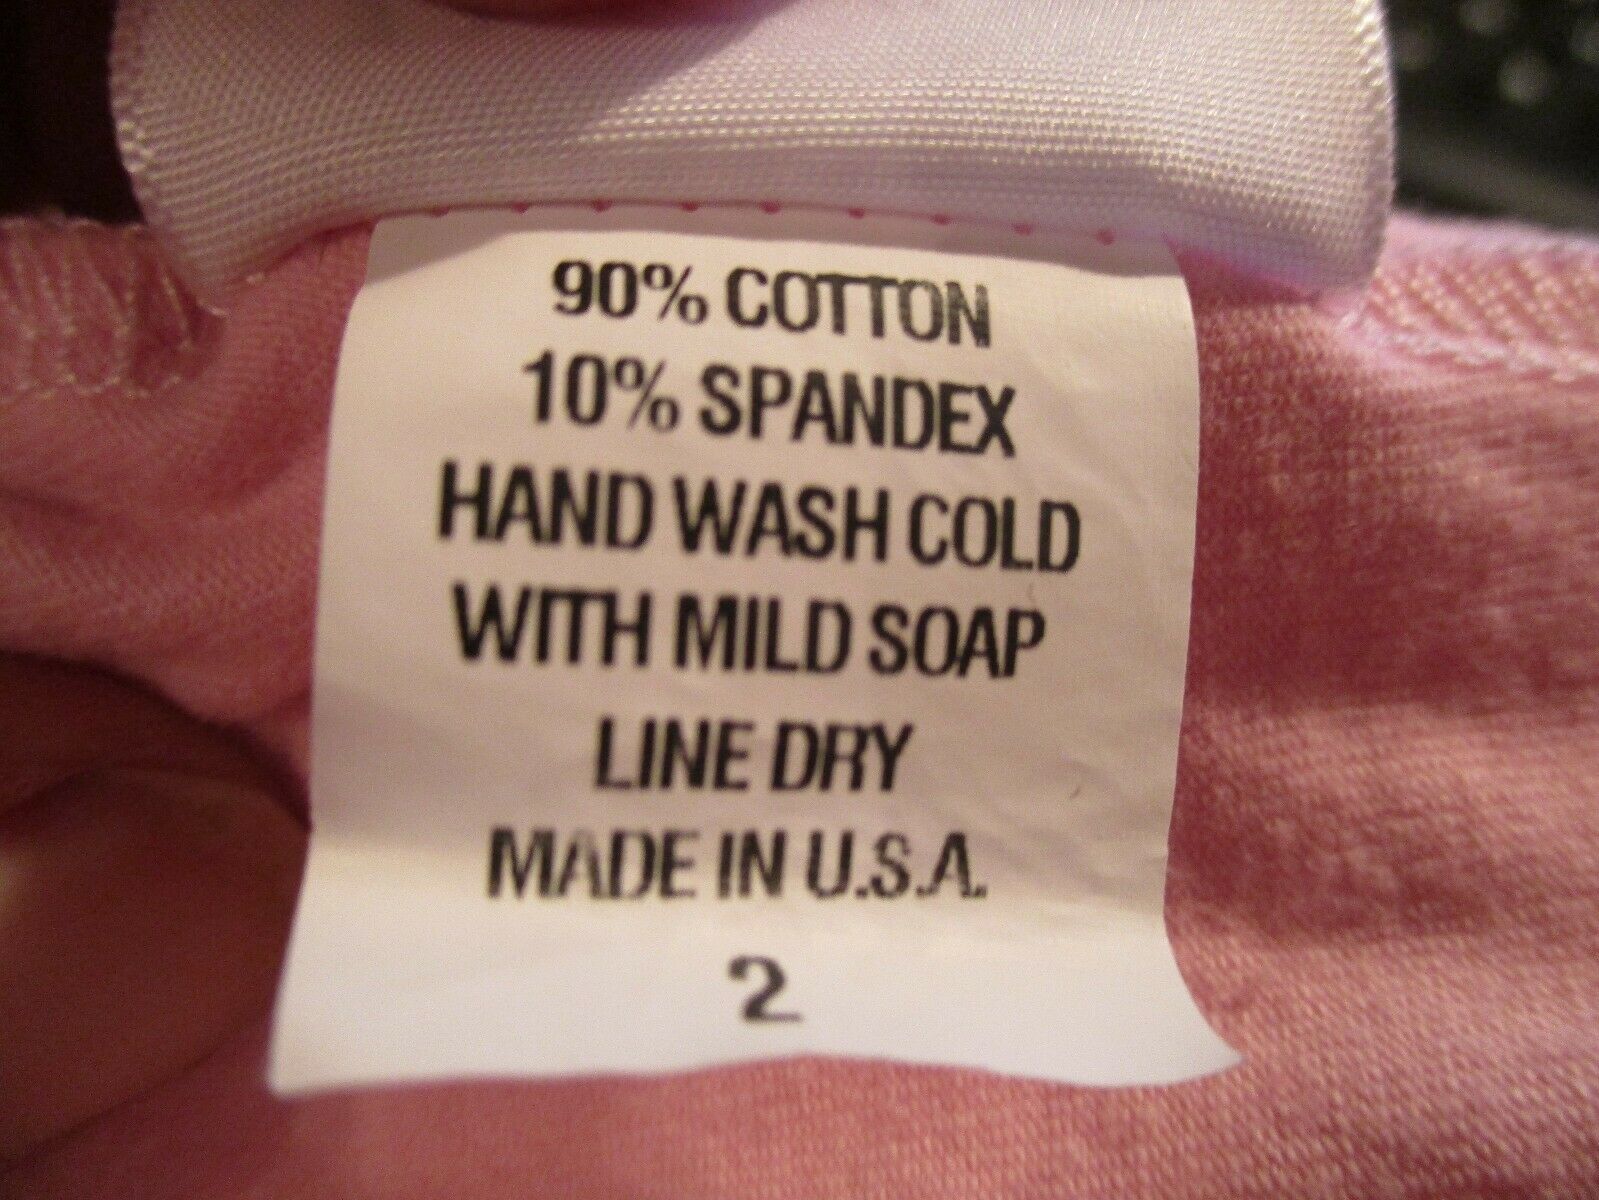 90% COTTON
10% SPANDEX
HAND WASH COLD
WITH MILD SOAP
LINE DRY
MADE IN U.S.A.
2